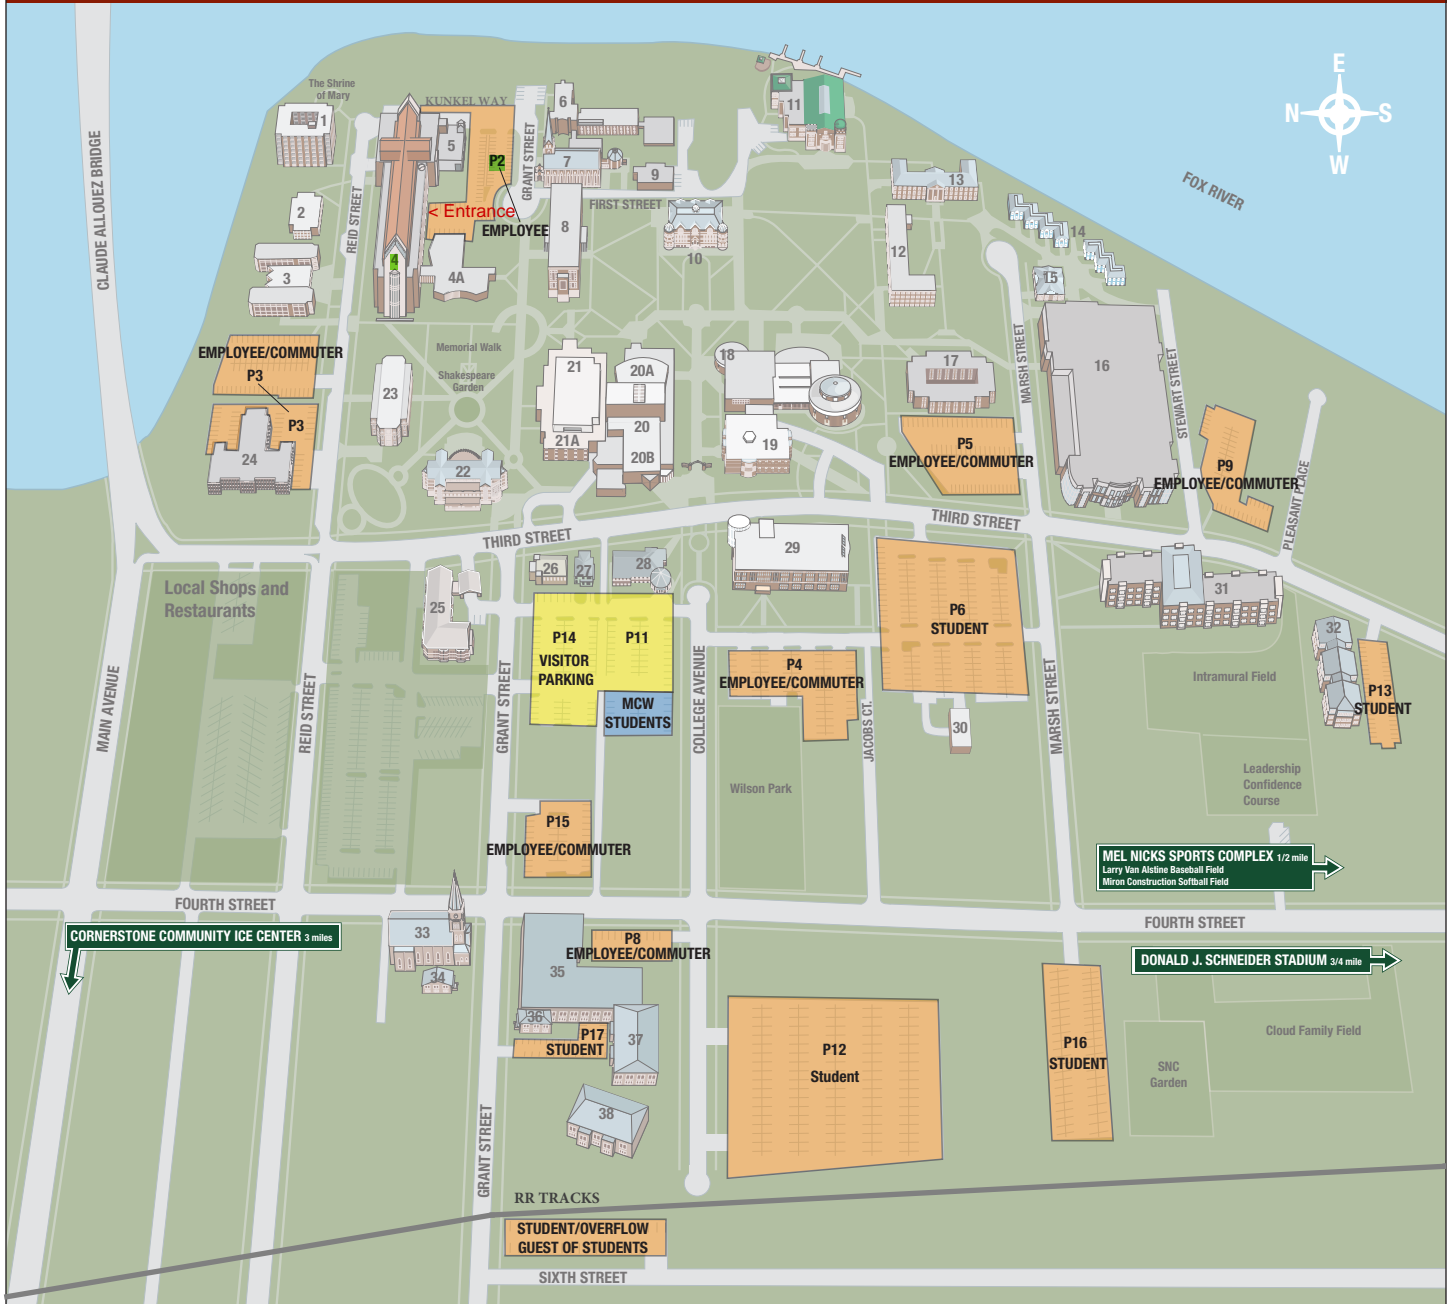 E
N
S
W
The Shrine
of Mary
KUNKEL WAY
1
2
3
4
4A
5
6
7
8
9
10
11
12
13
14
15
16
17
18
19
20A
20
20B
21
21A
22
23
24
P2
EMPLOYEE
< Entrance
GRANT STREET
FIRST STREET
REID STREET
CLAUDE ALLOUEZ BRIDGE
FOX RIVER
EMPLOYEE/COMMUTER
P3
P3
Memorial Walk
Shakespeare
Garden
MARSH STREET
STEWART STREET
PLEASANT PLACE
P5
EMPLOYEE/COMMUTER
P9
EMPLOYEE/COMMUTER
THIRD STREET
THIRD STREET
Local Shops and
Restaurants
25
26
27
28
29
30
31
32
P14
VISITOR
PARKING
P11
MCW
STUDENTS
P4
EMPLOYEE/COMMUTER
P6
STUDENT
P13
STUDENT
Intramural Field
Leadership
Confidence
Course
Wilson Park
MAIN AVENUE
REID STREET
GRANT STREET
COLLEGE AVENUE
JACOBS CT.
MARSH STREET
P15
EMPLOYEE/COMMUTER
MEL NICKS SPORTS COMPLEX 1/2 mile
Larry Van Alstine Baseball Field
Miron Construction Softball Field
FOURTH STREET
FOURTH STREET
CORNERSTONE COMMUNITY ICE CENTER 3 miles
DONALD J. SCHNEIDER STADIUM 3/4 mile
33
34
35
36
37
38
P8
EMPLOYEE/COMMUTER
P17
STUDENT
P12
Student
P16
STUDENT
Cloud Family Field
SNC
Garden
GRANT STREET
RR TRACKS
STUDENT/OVERFLOW
GUEST OF STUDENTS
SIXTH STREET